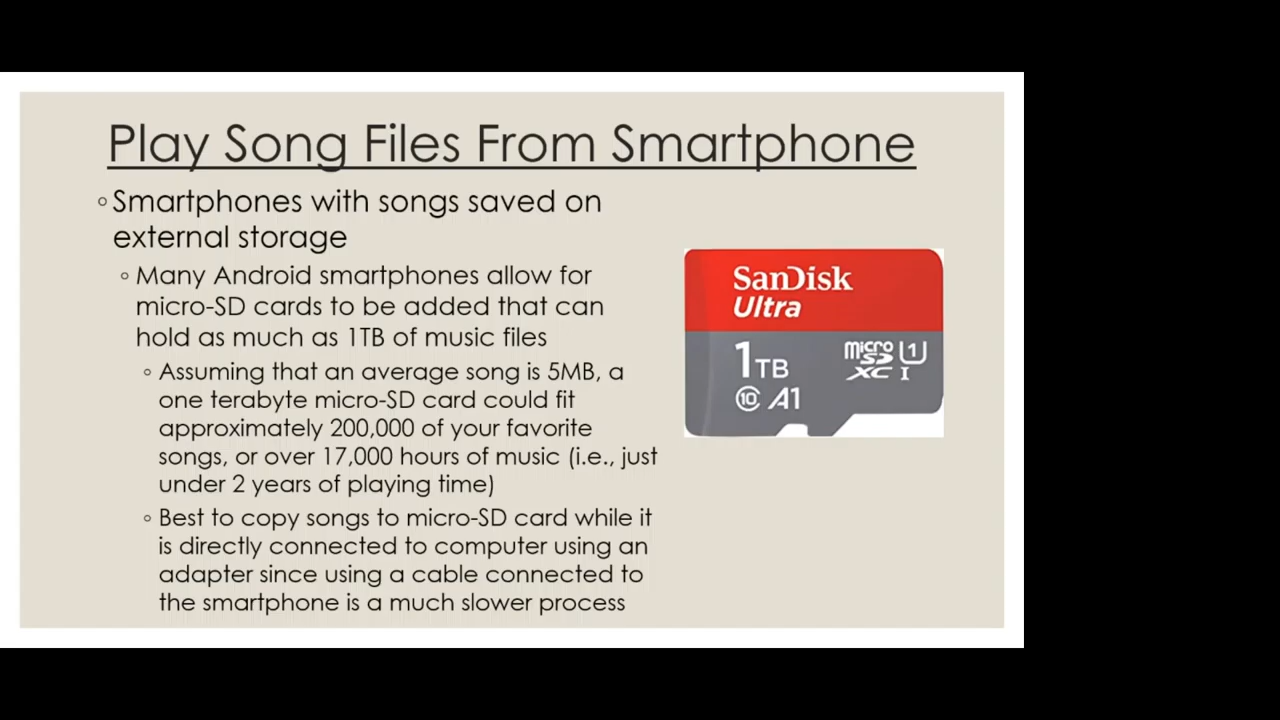 Play Song Files From Smartphone
◦ Smartphones with songs saved on
external storage
◦ Many Android smartphones allow for
micro-SD cards to be added that can
hold as much as 1TB of music files
◦ Assuming that an average song is 5MB, a
one terabyte micro-SD card could fit
approximately 200,000 of your favorite
songs, or over 17,000 hours of music (i.e., just
under 2 years of playing time)
◦ Best to copy songs to micro-SD card while it
is directly connected to computer using an
adapter since using a cable connected to
the smartphone is a much slower process
SanDisk
Ultra
1TB
micro SD XC I
U1
10 A1